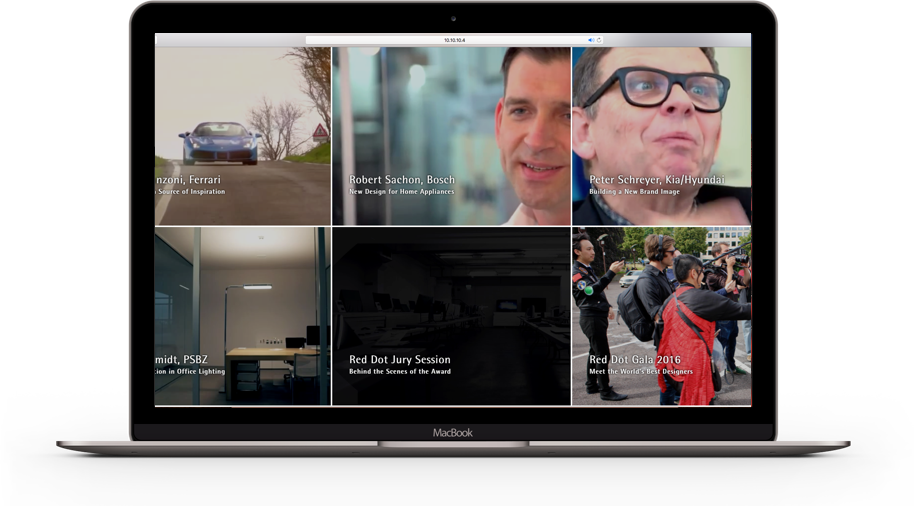 10.10.10.4
nzoni, Ferrari
Source of Inspiration
Robert Sachon, Bosch
New Design for Home Appliances
Peter Schreyer, Kia/Hyundai
Building a New Brand Image
midt, PSBZ
tion in Office Lighting
Red Dot Jury Session
Behind the Scenes of the Award
Red Dot Gala 2016
Meet the World's Best Designers
MacBook